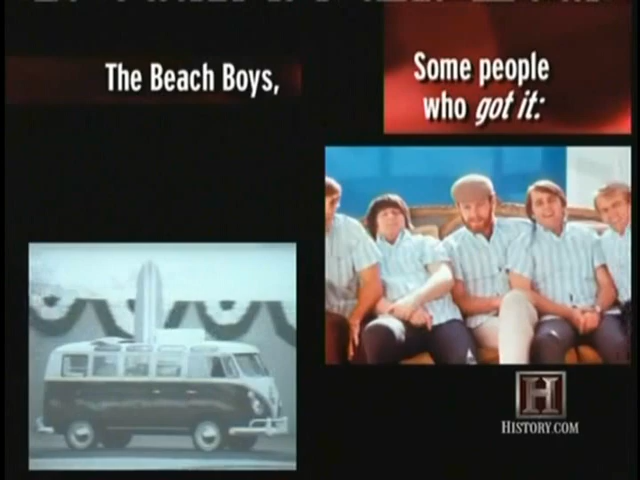 The Beach Boys,
Some people
who got it:
H
HISTORY.COM